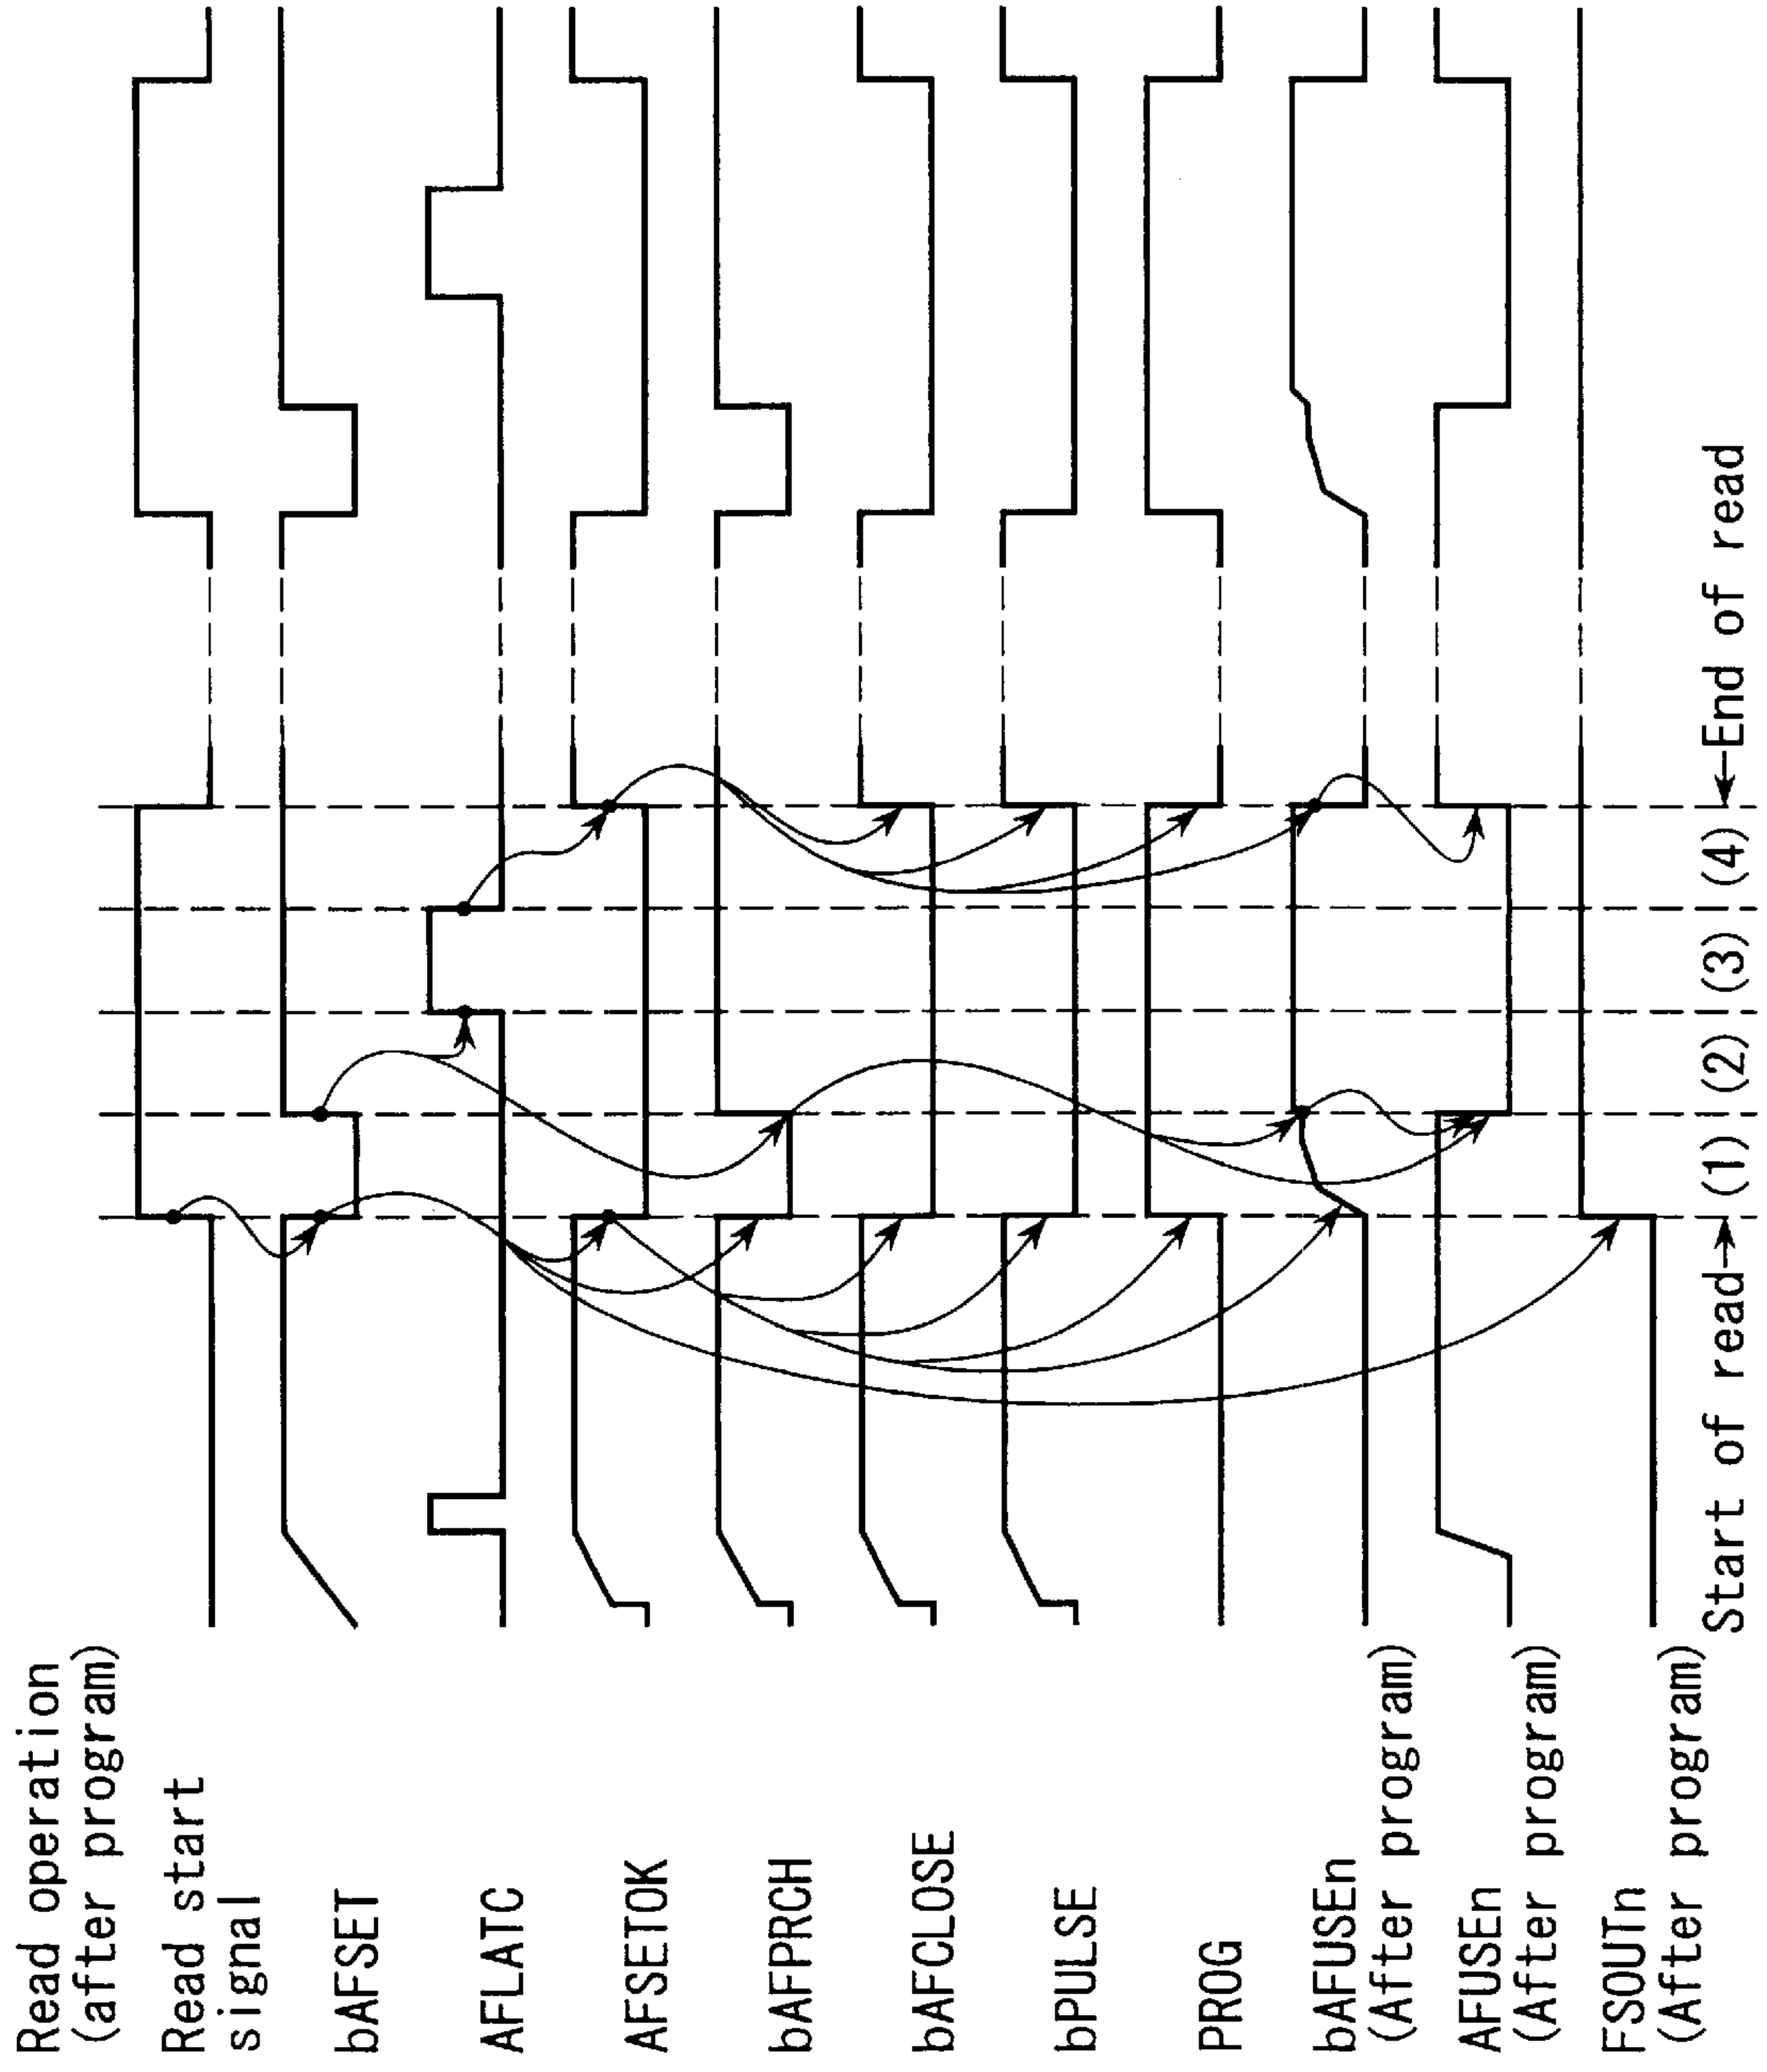 Read operation
(after program)
Read start
signal
bAFSET
AFLATC
AFSETOK
bAFPRCH
bAFCLOSE
bPULSE
PROG
bAFUSEn
(After program)
AFUSEn
(After program)
FSOUTn
(After program)
Start of read (1) (2) (3) (4) End of read